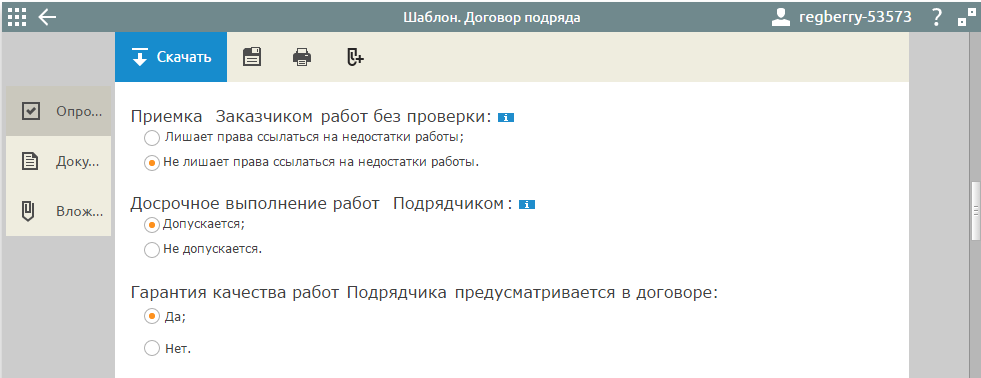 Шаблон. Договор подряда
regberry-53573 ?
Скачать
Опро...
Доку...
Влож...
Приемка Заказчиком работ без проверки: i
Лишает права ссылаться на недостатки работы;
Не лишает права ссылаться на недостатки работы.
Досрочное выполнение работ Подрядчиком : i
Допускается;
Не допускается.
Гарантия качества работ Подрядчика предусматривается в договоре:
Да;
Нет.